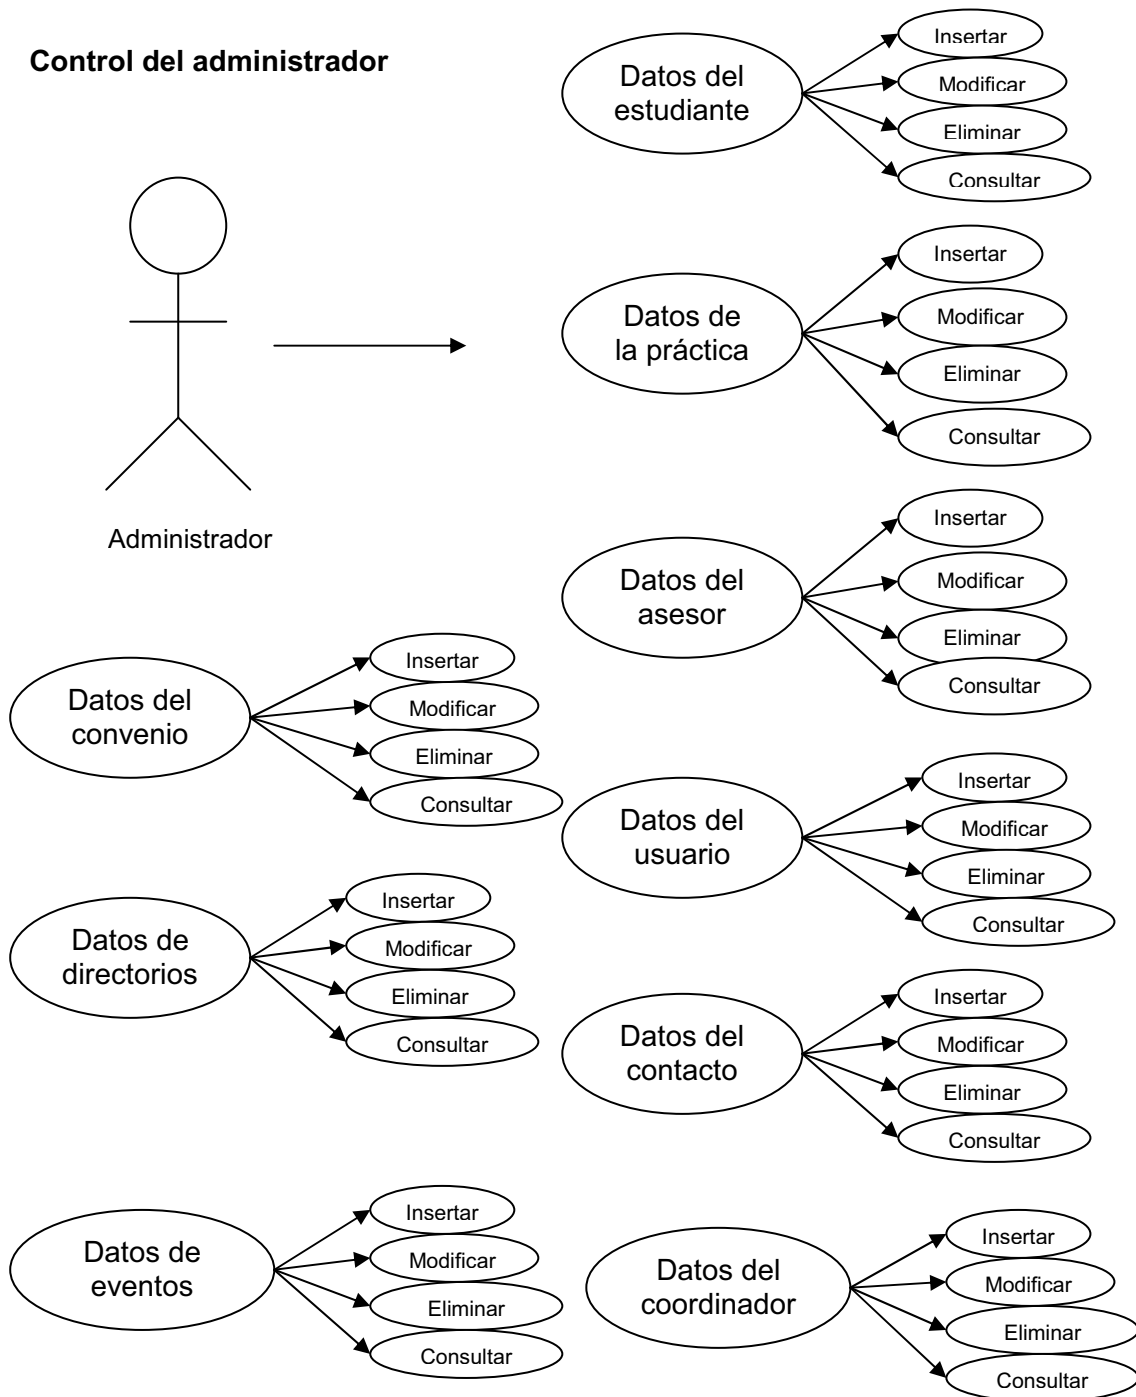 Control del administrador
Administrador
Datos del
estudiante
Insertar
Modificar
Eliminar
Consultar
Datos de
la práctica
Insertar
Modificar
Eliminar
Consultar
Datos del
asesor
Insertar
Modificar
Eliminar
Consultar
Datos del
convenio
Insertar
Modificar
Eliminar
Consultar
Datos del
usuario
Insertar
Modificar
Eliminar
Consultar
Datos de
directorios
Insertar
Modificar
Eliminar
Consultar
Datos del
contacto
Insertar
Modificar
Eliminar
Consultar
Datos de
eventos
Insertar
Modificar
Eliminar
Consultar
Datos del
coordinador
Insertar
Modificar
Eliminar
Consultar